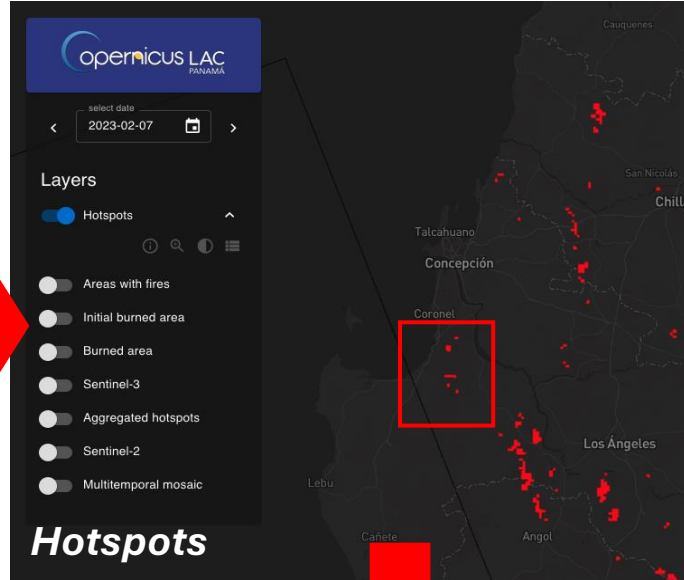 Copernicus LAC
PANAMÁ
select date
2023-02-07
Layers
Hotspots
Areas with fires
Initial burned area
Burned area
Sentinel-3
Aggregated hotspots
Sentinel-2
Multitemporal mosaic
Hotspots
Cauquenes
San Nicolás
Chill
Talcahuano
Concepción
Coronel
Los Ángeles
Lebu
Cañete
Angol